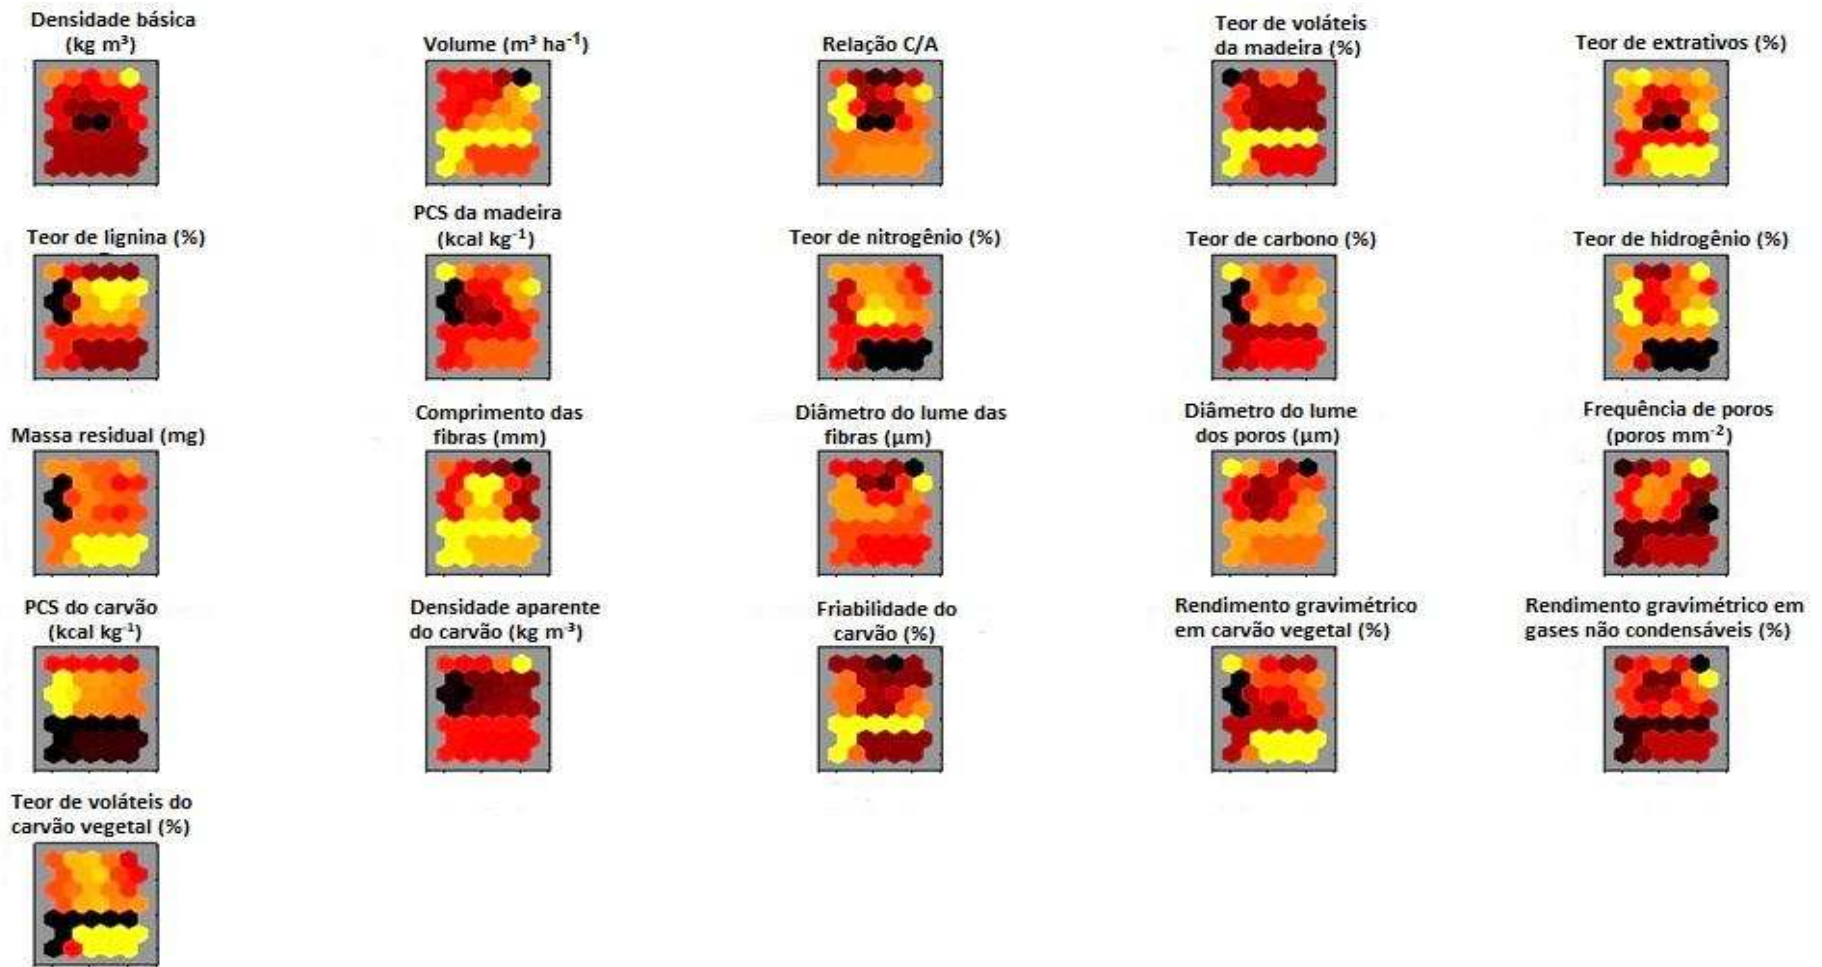 Densidade básica
(kg m³)
Volume (m³ ha⁻¹)
Relação C/A
Teor de voláteis
da madeira (%)
Teor de extrativos (%)
Teor de lignina (%)
PCS da madeira
(kcal kg⁻¹)
Teor de nitrogênio (%)
Teor de carbono (%)
Teor de hidrogênio (%)
Massa residual (mg)
Comprimento das
fibras (mm)
Diâmetro do lume das
fibras (µm)
Diâmetro do lume
dos poros (µm)
Frequência de poros
(poros mm⁻²)
PCS do carvão
(kcal kg⁻¹)
Densidade aparente
do carvão (kg m⁻³)
Friabilidade do
carvão (%)
Rendimento gravimétrico
em carvão vegetal (%)
Rendimento gravimétrico em
gases não condensáveis (%)
Teor de voláteis do
carvão vegetal (%)